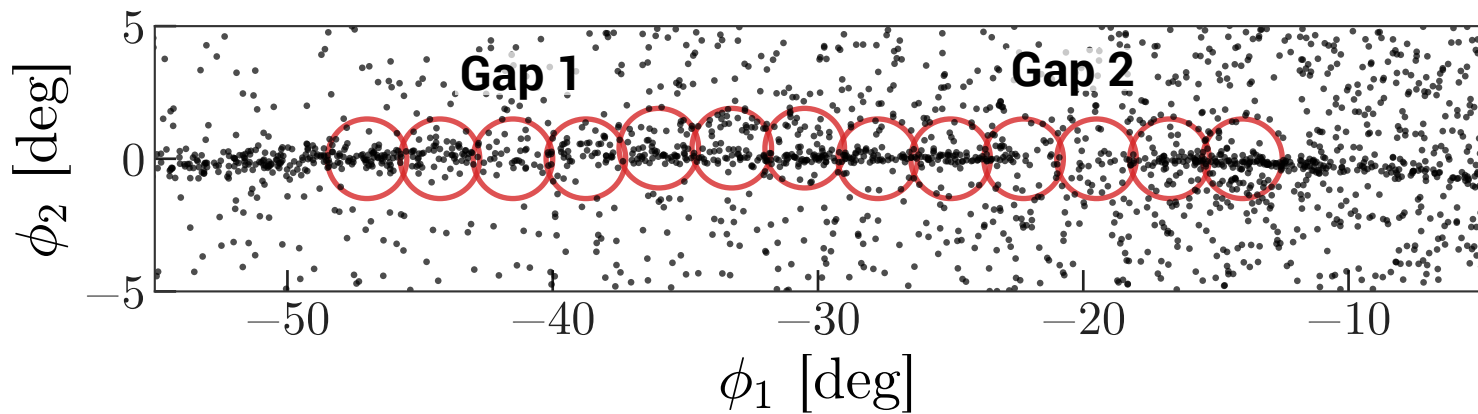 5
Gap 1 Gap 2
0
−5
ϕ₂ [deg]
−50 −40 −30 −20 −10
ϕ₁ [deg]